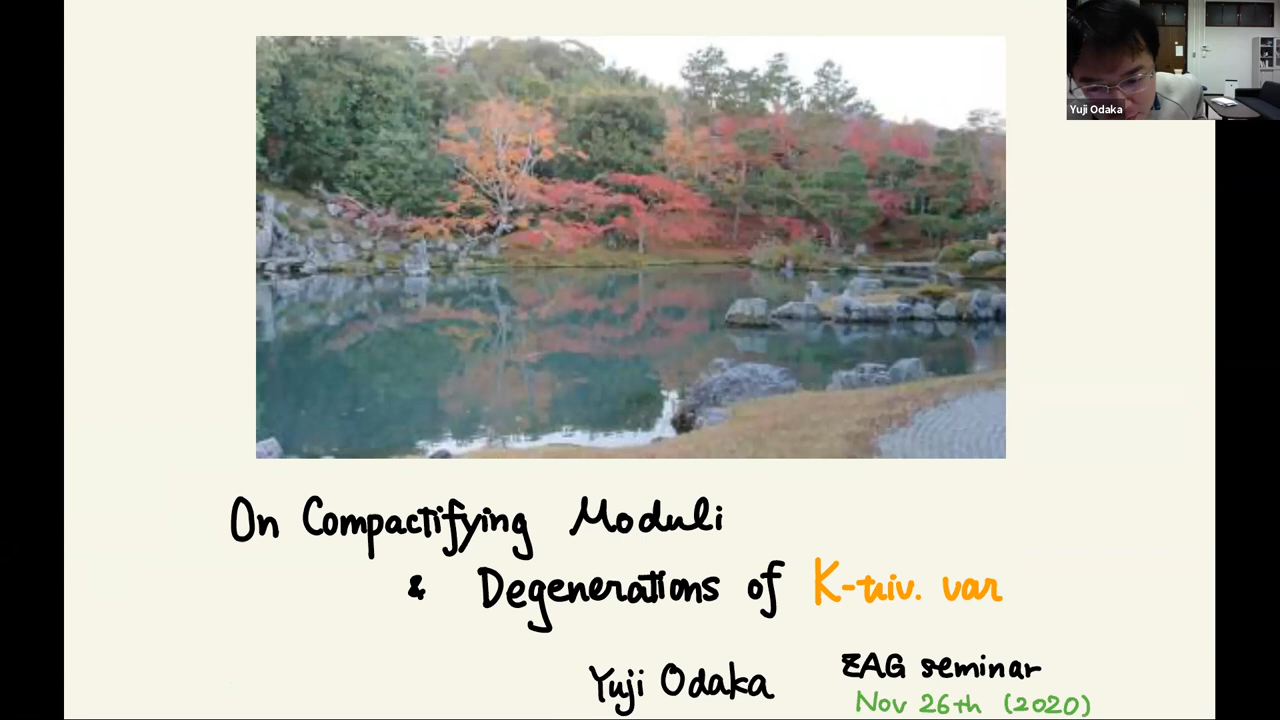 Yuji Odaka
On Compactifying Moduli
& Degenerations of K-triv. var
Yuji Odaka
ZAG seminar
Nov 26th (2020)